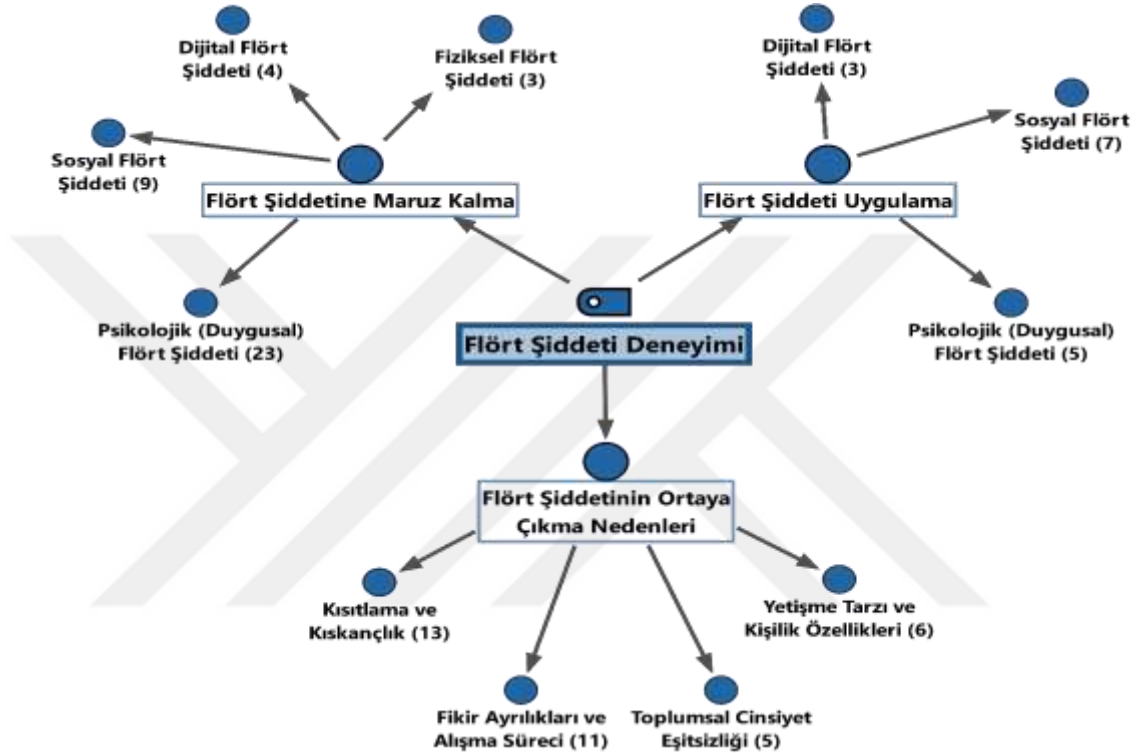 Dijital Flört
Şiddeti (4)
Fiziksel Flört
Şiddeti (3)
Sosyal Flört
Şiddeti (9)
Flört Şiddetine Maruz Kalma
Psikolojik (Duygusal)
Flört Şiddeti (23)
Dijital Flört
Şiddeti (3)
Sosyal Flört
Şiddeti (7)
Flört Şiddeti Uygulama
Psikolojik (Duygusal)
Flört Şiddeti (5)
Flört Şiddeti Deneyimi
Flört Şiddetinin Ortaya
Çıkma Nedenleri
Kısıtlama ve
Kıskançlık (13)
Yetişme Tarzı ve
Kişilik Özellikleri (6)
Fikir Ayrılıkları ve
Alışma Süreci (11)
Toplumsal Cinsiyet
Eşitsizliği (5)